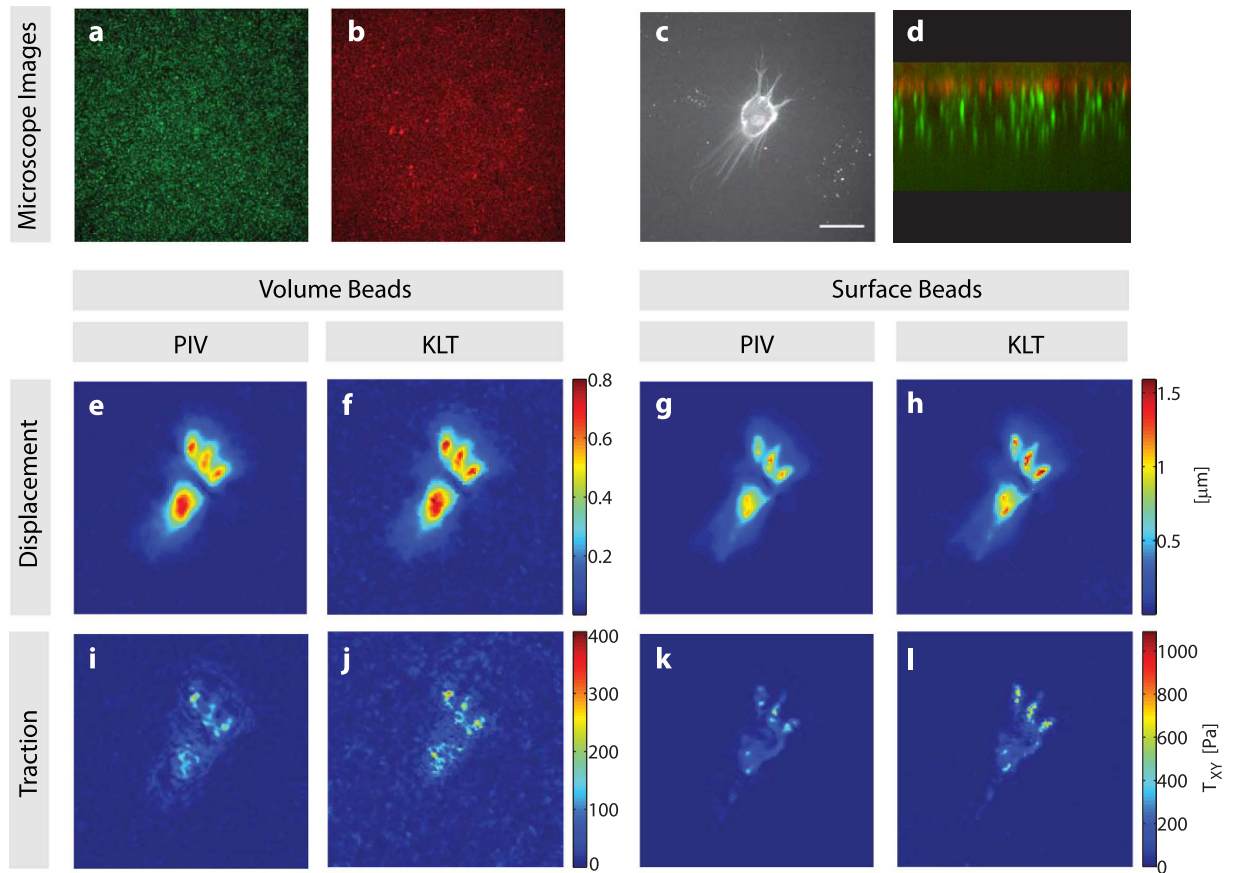 Microscope Images
a
b
c
d
Volume Beads
Surface Beads
PIV
KLT
PIV
KLT
Displacement
e
f
0.8
0.6
0.4
0.2
g
h
1.5
1
0.5
[μm]
Traction
i
j
400
300
200
100
0
k
l
1000
800
600
400
200
0
TXY [Pa]